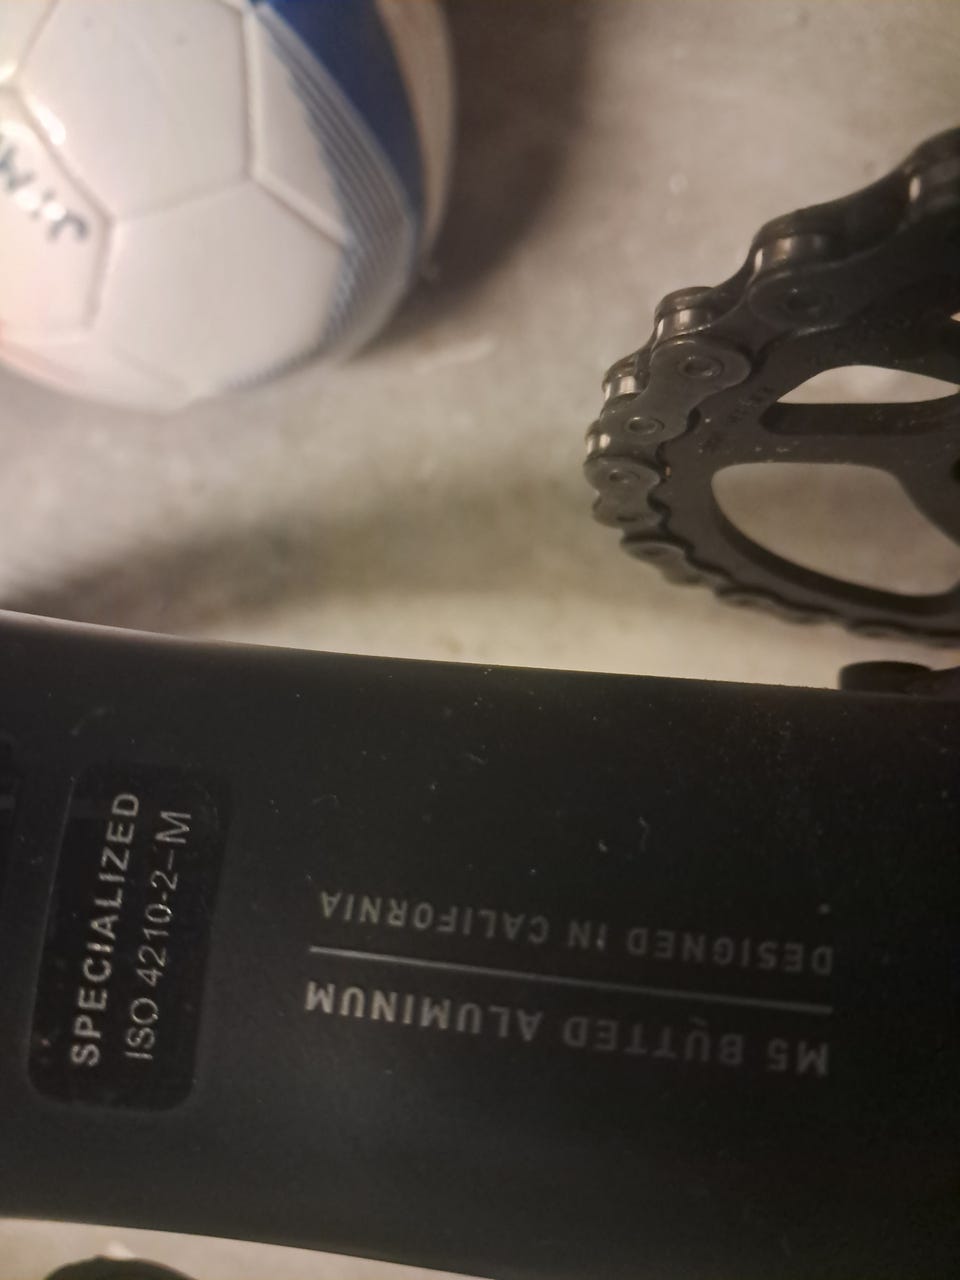 SPECIALIZED
ISO 4210-2-M
M5 BUTTED ALUMINUM
DESIGNED IN CALIFORNIA